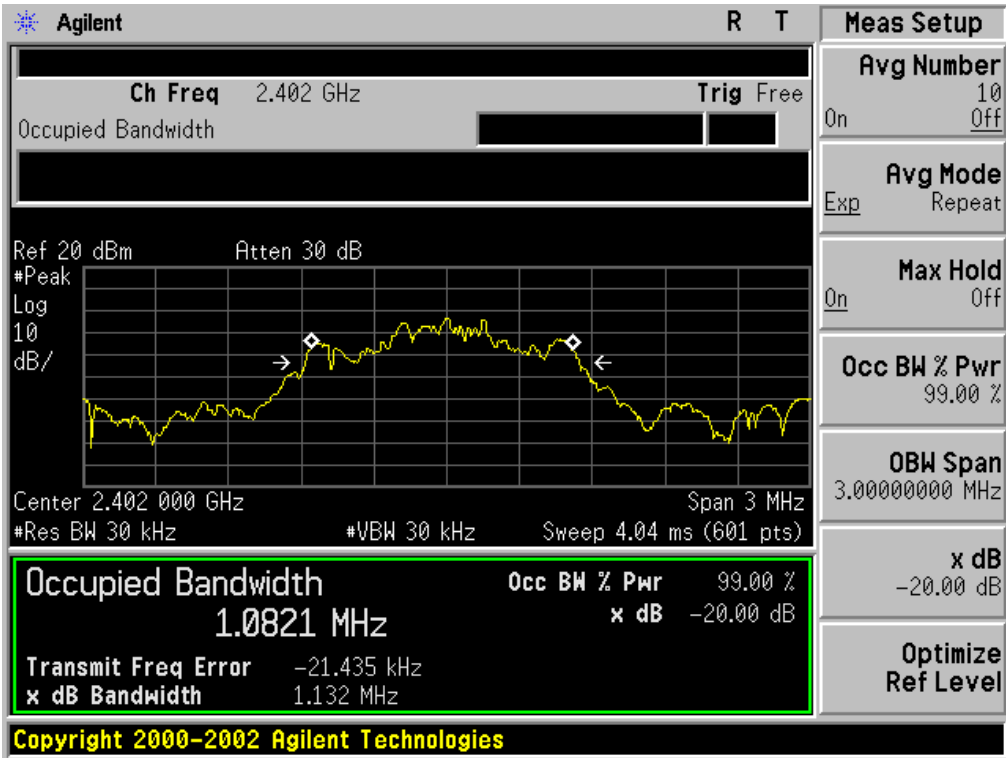 Agilent R T
Ch Freq 2.402 GHz Trig Free
Occupied Bandwidth
Ref 20 dBm Atten 30 dB
#Peak
Log
10
dB/
Center 2.402 000 GHz Span 3 MHz
#Res BW 30 kHz #VBW 30 kHz Sweep 4.04 ms (601 pts)
Occupied Bandwidth Occ BW % Pwr 99.00 %
1.0821 MHz x dB -20.00 dB
Transmit Freq Error -21.435 kHz
x dB Bandwidth 1.132 MHz
Copyright 2000-2002 Agilent Technologies
Meas Setup
Avg Number
10
On Off
Avg Mode
Exp Repeat
Max Hold
On Off
Occ BW % Pwr
99.00 %
OBW Span
3.00000000 MHz
x dB
-20.00 dB
Optimize
Ref Level